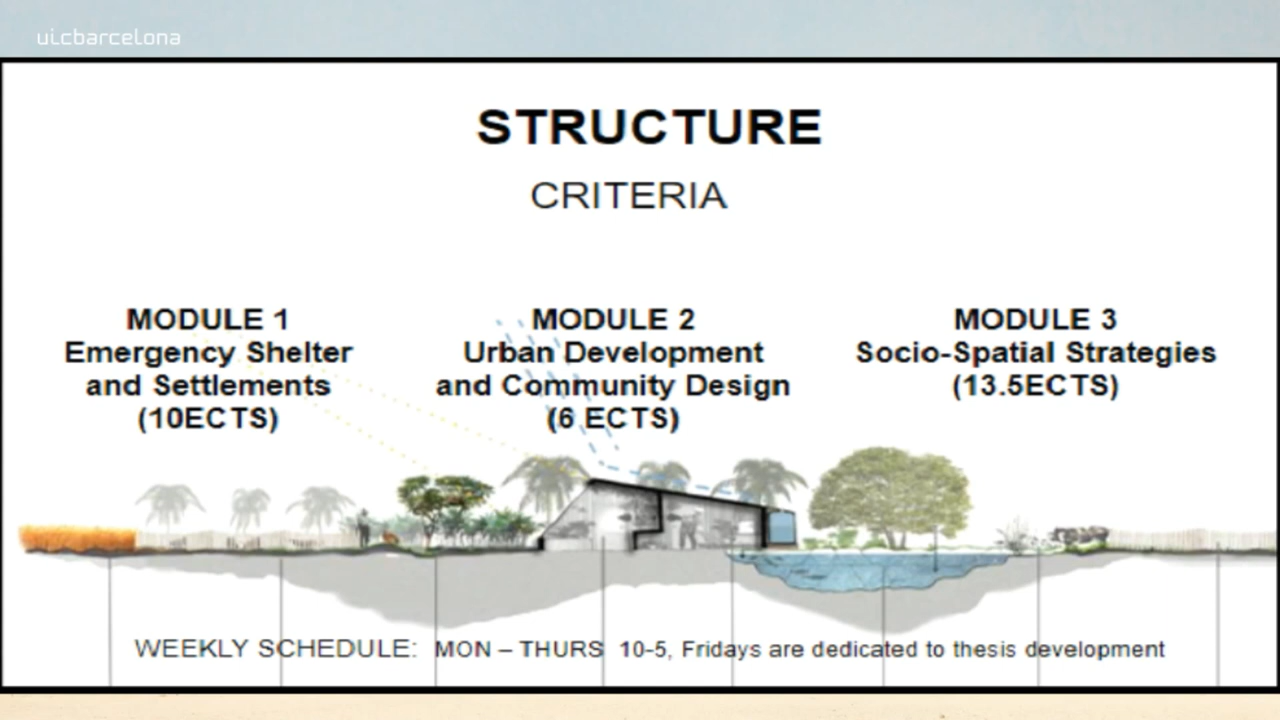 uicbarcelona
STRUCTURE
CRITERIA
MODULE 1
Emergency Shelter
and Settlements
(10ECTS)
MODULE 2
Urban Development
and Community Design
(6 ECTS)
MODULE 3
Socio-Spatial Strategies
(13.5ECTS)
WEEKLY SCHEDULE: MON – THURS 10-5, Fridays are dedicated to thesis development